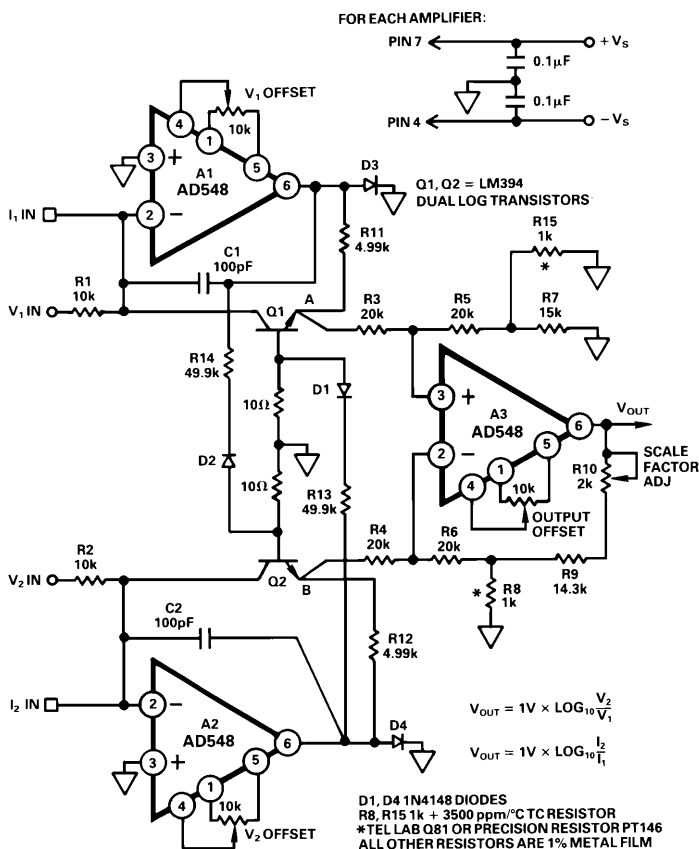 FOR EACH AMPLIFIER:
PIN 7
+ VS
0.1µF
0.1µF
PIN 4
− VS
V1 OFFSET
10k
4
1
5
3
+
A1
AD548
6
2
−
D3
Q1, Q2 = LM394
DUAL LOG TRANSISTORS
I1 IN
C1
100pF
R11
4.99k
R15
1k
*
R1
10k
V1 IN
Q1
A
R3
20k
R5
20k
R7
15k
R14
49.9k
D1
10Ω
3
+
A3
AD548
6
VOUT
5
2
−
1
4
10k
OUTPUT
OFFSET
R10
2k
SCALE
FACTOR
ADJ
D2
10Ω
R13
49.9k
R4
20k
R6
20k
R2
10k
V2 IN
Q2
B
*
R8
1k
R9
14.3k
C2
100pF
R12
4.99k
I2 IN
2
−
A2
AD548
6
D4
3
+
5
1
4
10k
V2 OFFSET
VOUT = 1V × LOG10 V2/V1
VOUT = 1V × LOG10 I2/I1
D1, D4 1N4148 DIODES
R8, R15 1k + 3500 ppm/°C TC RESISTOR
*TEL LAB Q81 OR PRECISION RESISTOR PT146
ALL OTHER RESISTORS ARE 1% METAL FILM